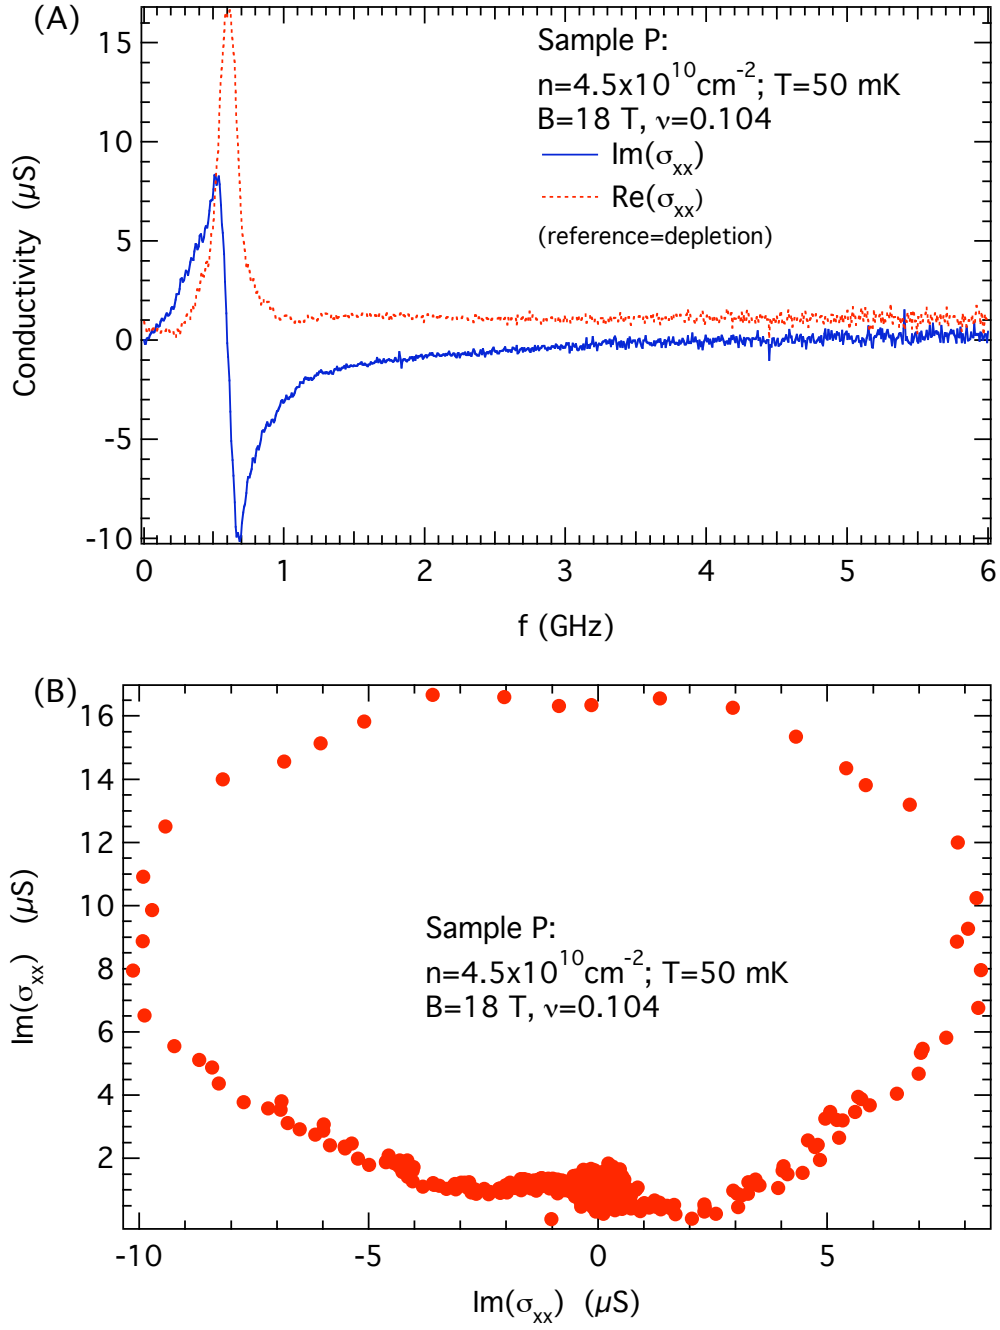 (A)
Sample P:
n=4.5x10^10cm^-2; T=50 mK
B=18 T, ν=0.104
Im(σxx)
Re(σxx)
(reference=depletion)
Conductivity (µS)
15
10
5
0
-5
-10
0 1 2 3 4 5 6
f (GHz)
(B)
Sample P:
n=4.5x10^10cm^-2; T=50 mK
B=18 T, ν=0.104
Im(σxx) (µS)
16
14
12
10
8
6
4
2
-10 -5 0 5
Im(σxx) (µS)